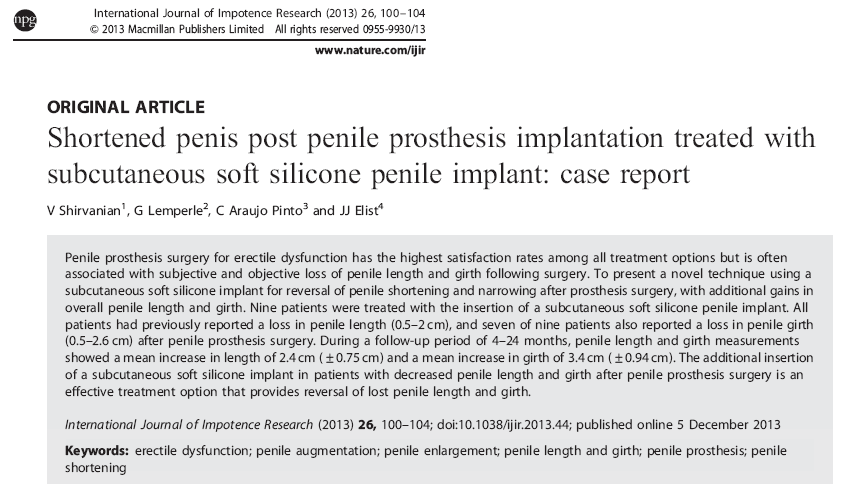 npg
International Journal of Impotence Research (2013) 26, 100–104
© 2013 Macmillan Publishers Limited All rights reserved 0955-9930/13
www.nature.com/ijir
ORIGINAL ARTICLE
Shortened penis post penile prosthesis implantation treated with
subcutaneous soft silicone penile implant: case report
V Shirvanian¹, G Lemperle², C Araujo Pinto³ and JJ Elist⁴
Penile prosthesis surgery for erectile dysfunction has the highest satisfaction rates among all treatment options but is often
associated with subjective and objective loss of penile length and girth following surgery. To present a novel technique using a
subcutaneous soft silicone implant for reversal of penile shortening and narrowing after prosthesis surgery, with additional gains in
overall penile length and girth. Nine patients were treated with the insertion of a subcutaneous soft silicone penile implant. All
patients had previously reported a loss in penile length (0.5–2 cm), and seven of nine patients also reported a loss in penile girth
(0.5–2.6 cm) after penile prosthesis surgery. During a follow-up period of 4–24 months, penile length and girth measurements
showed a mean increase in length of 2.4 cm (±0.75 cm) and a mean increase in girth of 3.4 cm (±0.94 cm). The additional insertion
of a subcutaneous soft silicone implant in patients with decreased penile length and girth after penile prosthesis surgery is an
effective treatment option that provides reversal of lost penile length and girth.
International Journal of Impotence Research (2013) 26, 100–104; doi:10.1038/ijir.2013.44; published online 5 December 2013
Keywords: erectile dysfunction; penile augmentation; penile enlargement; penile length and girth; penile prosthesis; penile
shortening